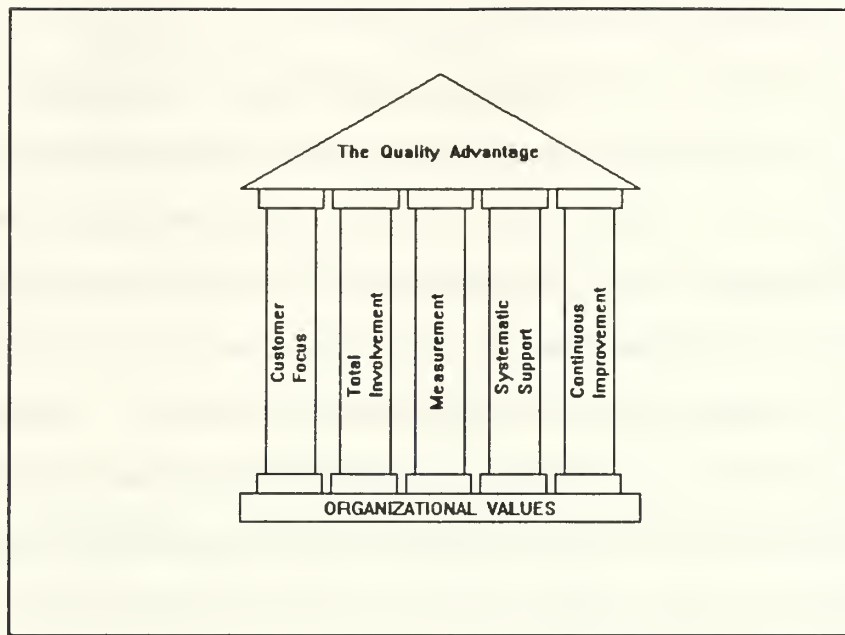 The Quality Advantage
Customer
Focus
Total
Involvement
Measurement
Systematic
Support
Continuous
Improvement
ORGANIZATIONAL VALUES